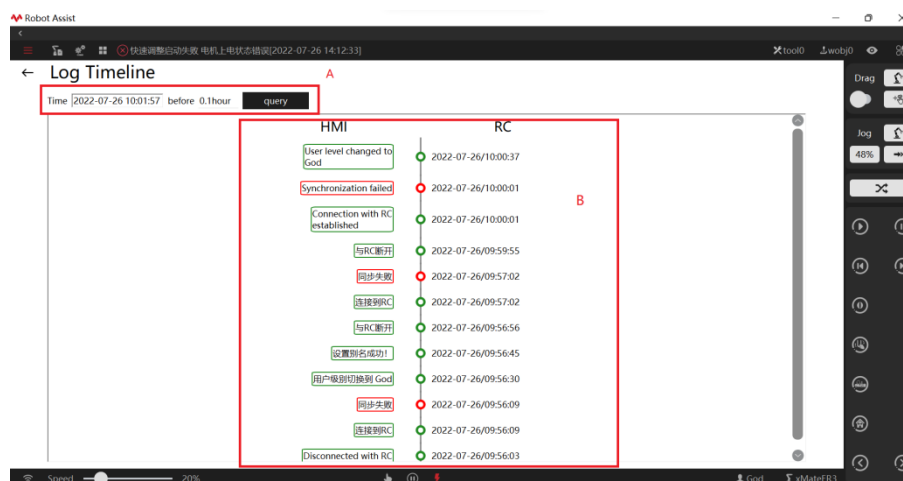 Robot Assist
快速调整启动失败 电机上电状态错误[2022-07-26 14:12:33]
tool0
wobj0
Log Timeline
A
Time 2022-07-26 10:01:57 before 0.1hour query
HMI RC
User level changed to
God
2022-07-26/10:00:37
Synchronization failed 2022-07-26/10:00:01
B
Connection with RC
established
2022-07-26/10:00:01
与RC断开 2022-07-26/09:59:55
同步失败 2022-07-26/09:57:02
连接到RC 2022-07-26/09:57:02
与RC断开 2022-07-26/09:56:56
设置别名成功! 2022-07-26/09:56:45
用户级别切换到 God 2022-07-26/09:56:30
同步失败 2022-07-26/09:56:09
连接到RC 2022-07-26/09:56:09
Disconnected with RC 2022-07-26/09:56:03
Drag
Jog
48%
Speed 20%
God
xMateER3